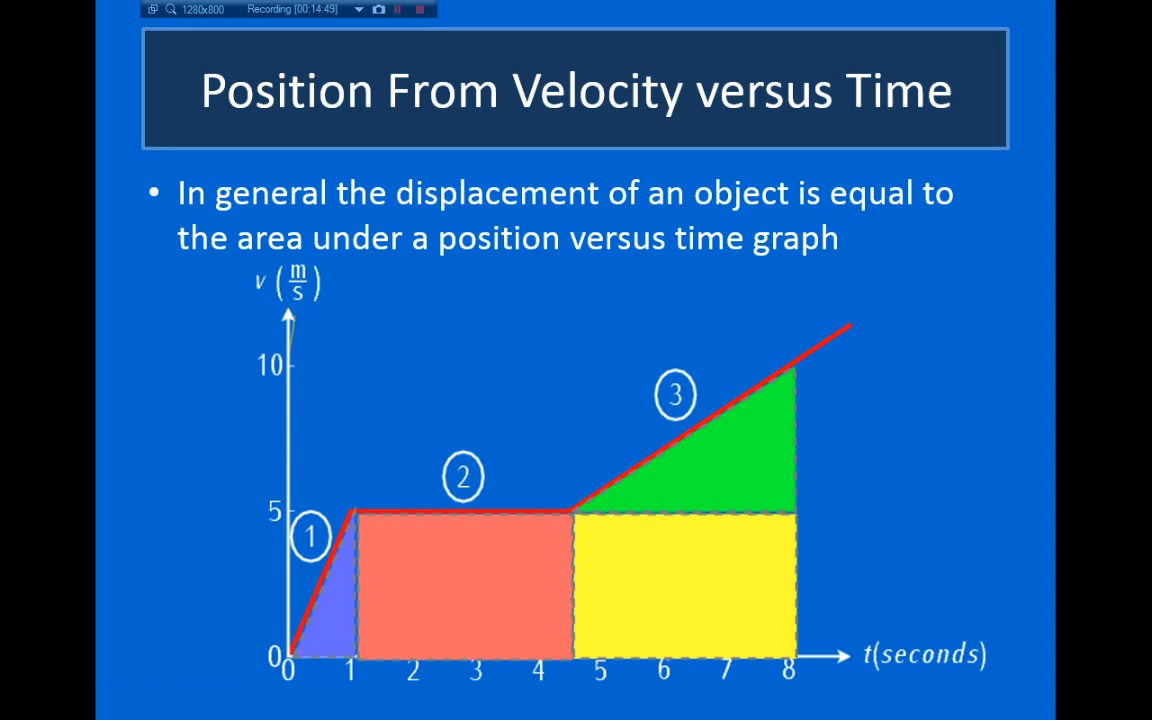 1280x800 Recording [00:14:49]
Position From Velocity versus Time
• In general the displacement of an object is equal to
the area under a position versus time graph
v (m/s)
10
3
2
5
1
0
0 1 2 3 4 5 6 7 8 t(seconds)